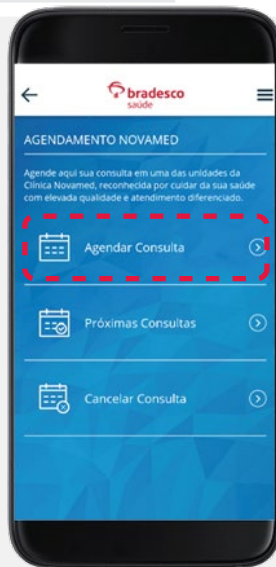 bradesco
saúde
AGENDAMENTO NOVAMED
Agende aqui sua consulta em uma das unidades da
Clínica Novamed, reconhecida por cuidar da sua saúde
com elevada qualidade e atendimento diferenciado.
Agendar Consulta
Próximas Consultas
Cancelar Consulta